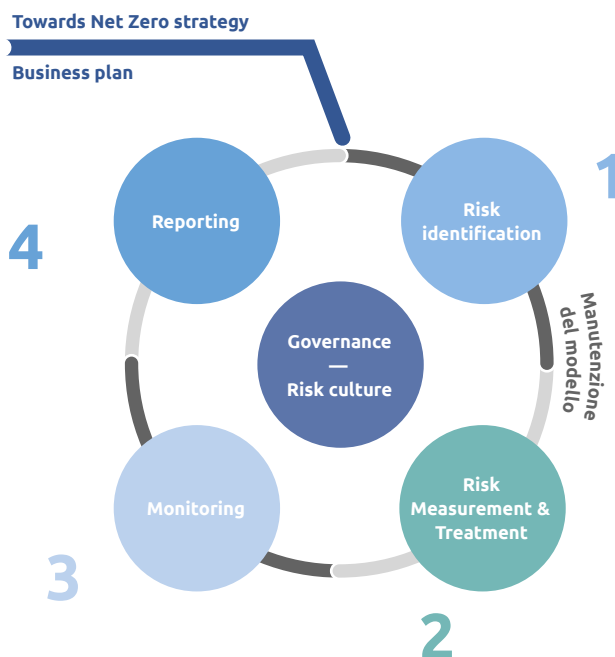 Towards Net Zero strategy
Business plan
1
Risk
identification
Manutenzione
del modello
2
Risk
Measurement &
Treatment
3
Monitoring
4
Reporting
Governance
—
Risk culture